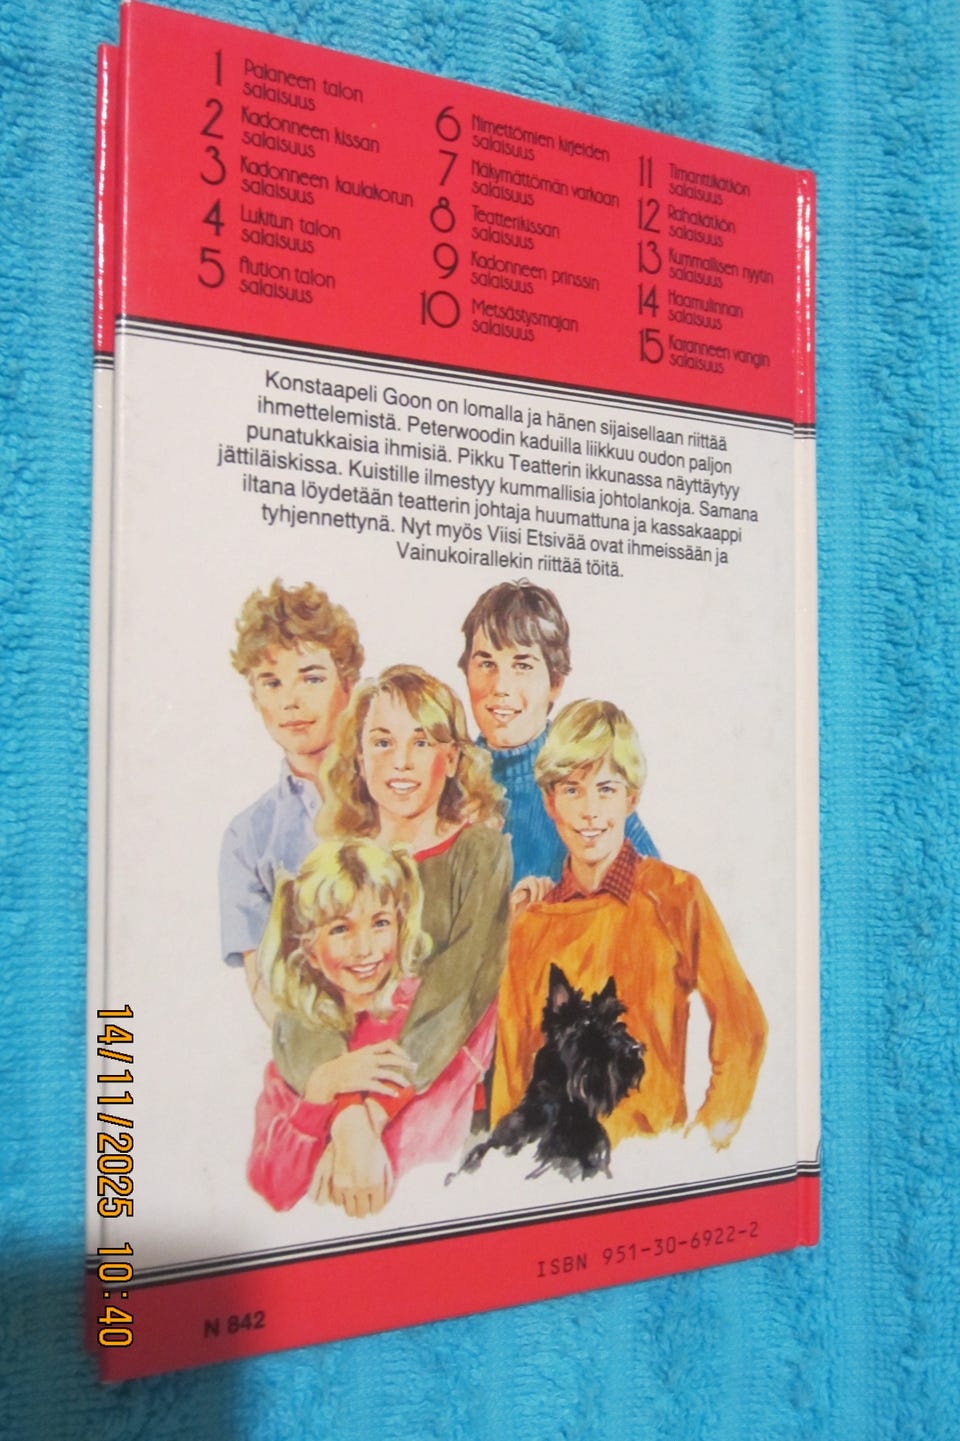 1 Palaneen talon
salaisuus
2 Kadonneen kissan
salaisuus
3 Kadonneen kaulakorun
salaisuus
4 Lukitun talon
salaisuus
5 Aution talon
salaisuus
6 Nimettömien kirjeiden
salaisuus
7 Näkymättömän varkaan
salaisuus
8 Teatterikissan
salaisuus
9 Kadonneen prinssin
salaisuus
10 Metsästysmajan
salaisuus
11 Timanttikätkön
salaisuus
12 Rahakätkön
salaisuus
13 Kummallisen nyytin
salaisuus
14 Haamulinnan
salaisuus
15 Karanneen vangin
salaisuus
Konstaapeli Goon on lomalla ja hänen sijaisellaan riittää
ihmettelemistä. Peterwoodin kaduilla liikkuu oudon paljon
punatukkaisia ihmisiä. Pikku Teatterin ikkunassa näyttäytyy
jättiläiskissa. Kuistille ilmestyy kummallisia johtolankoja. Samana
iltana löydetään teatterin johtaja huumattuna ja kassakaappi
tyhjennettynä. Nyt myös Viisi Etsivää ovat ihmeissään ja
Vainukoirallekin riittää töitä.
ISBN 951-30-6922-2
N 842
14/11/2025 10:40